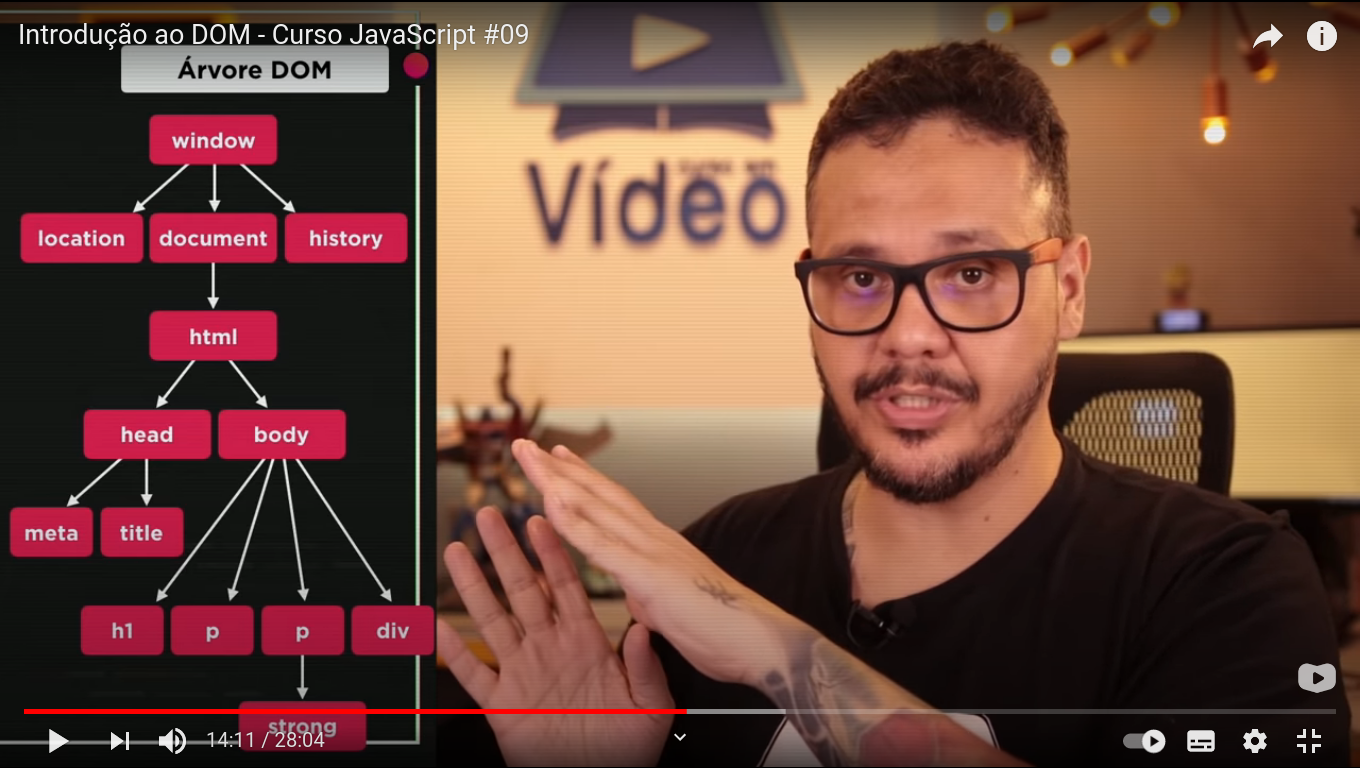 Introdução ao DOM - Curso JavaScript #09
Árvore DOM
window
location document history
html
head body
meta title
h1 p p div
strong
Vídeo
14:11 / 28:04